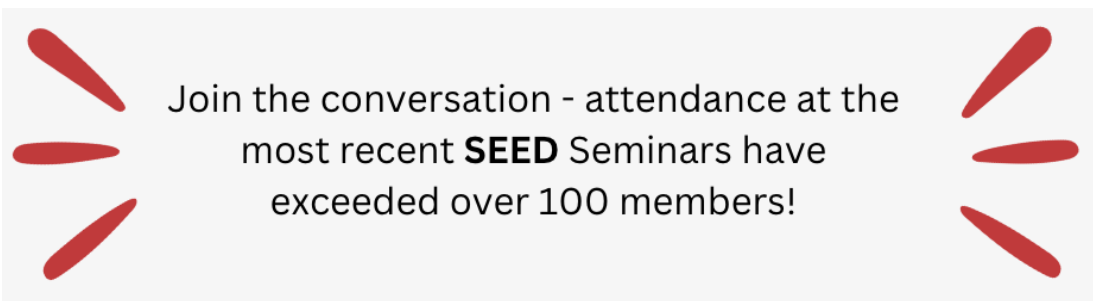 Join the conversation - attendance at the
most recent SEED Seminars have
exceeded over 100 members!